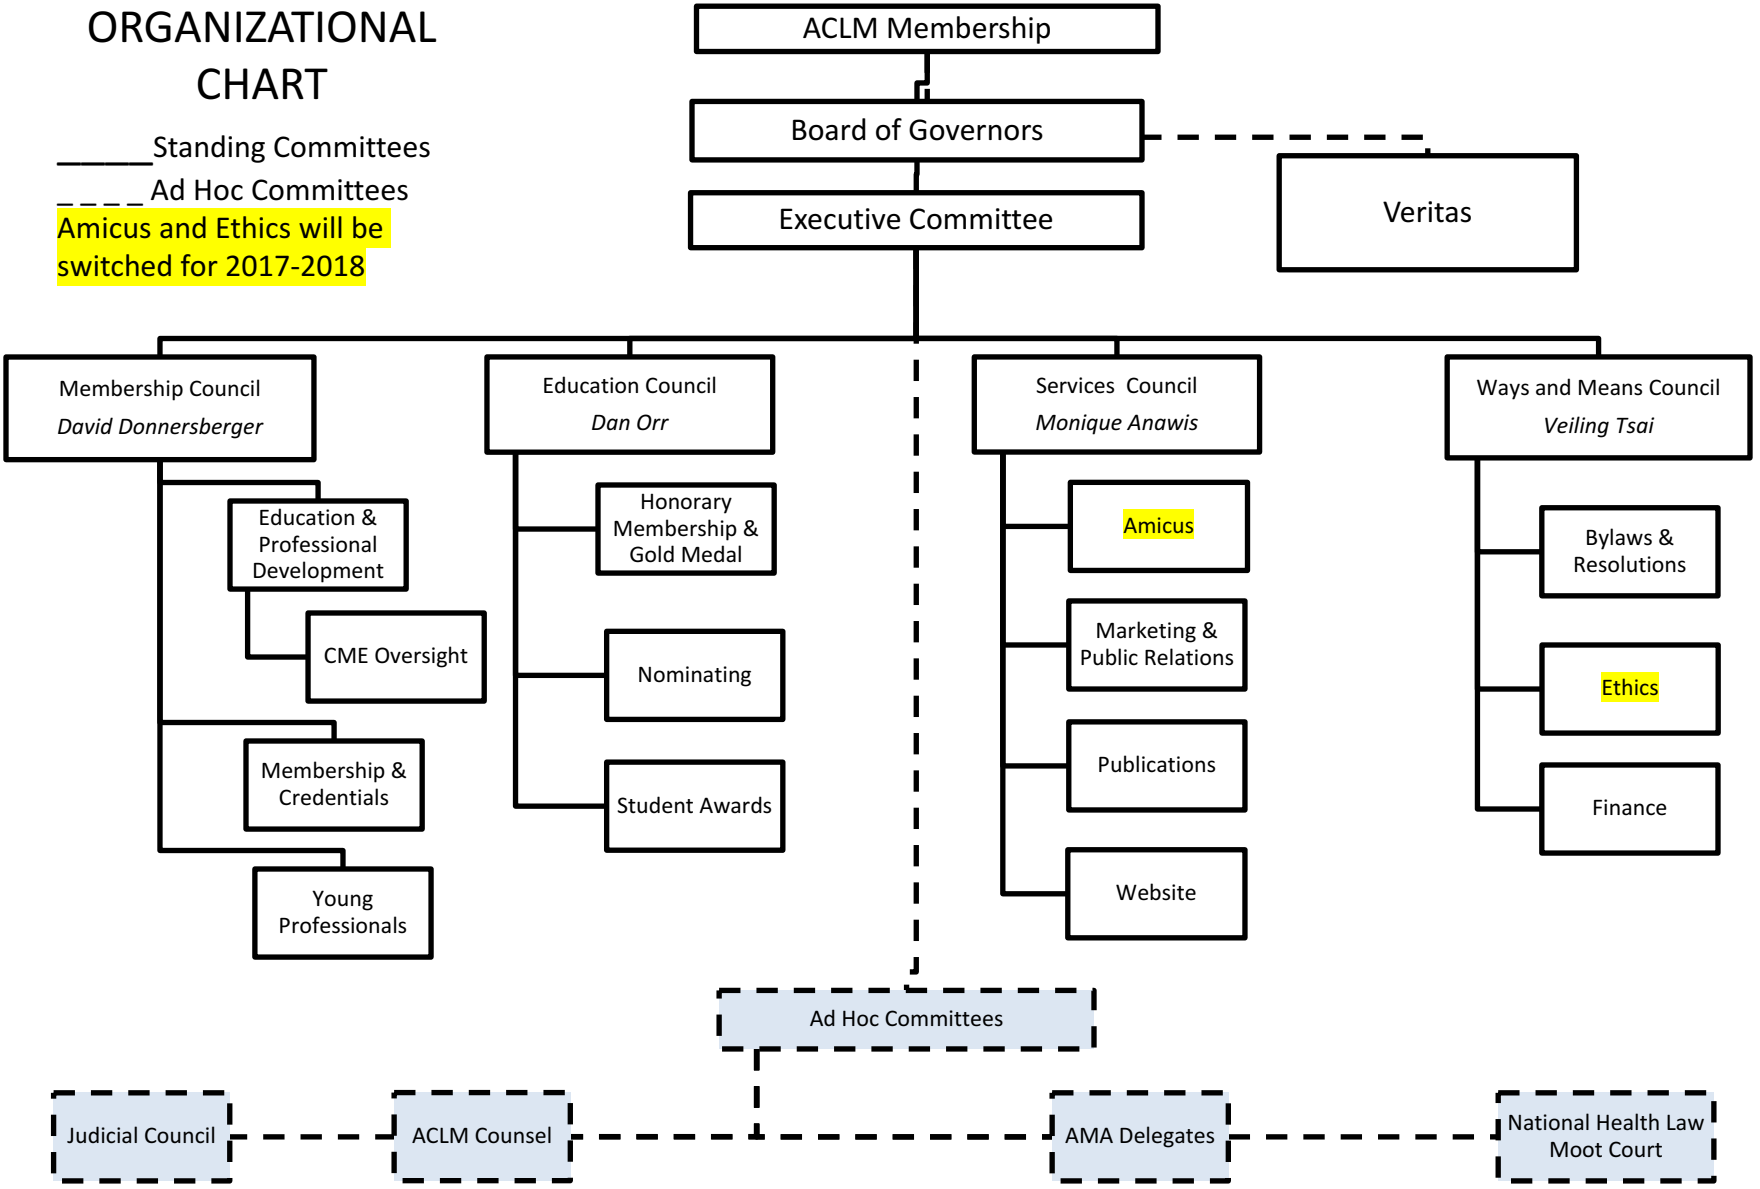 ORGANIZATIONAL
CHART
____Standing Committees
_ _ _ _ Ad Hoc Committees
Amicus and Ethics will be
switched for 2017-2018
ACLM Membership
Board of Governors
Executive Committee
Veritas
Membership Council
David Donnersberger
Education Council
Dan Orr
Services Council
Monique Anawis
Ways and Means Council
Veiling Tsai
Education &
Professional
Development
CME Oversight
Membership &
Credentials
Young
Professionals
Honorary
Membership &
Gold Medal
Nominating
Student Awards
Amicus
Marketing &
Public Relations
Publications
Website
Bylaws &
Resolutions
Ethics
Finance
Ad Hoc Committees
Judicial Council
ACLM Counsel
AMA Delegates
National Health Law
Moot Court